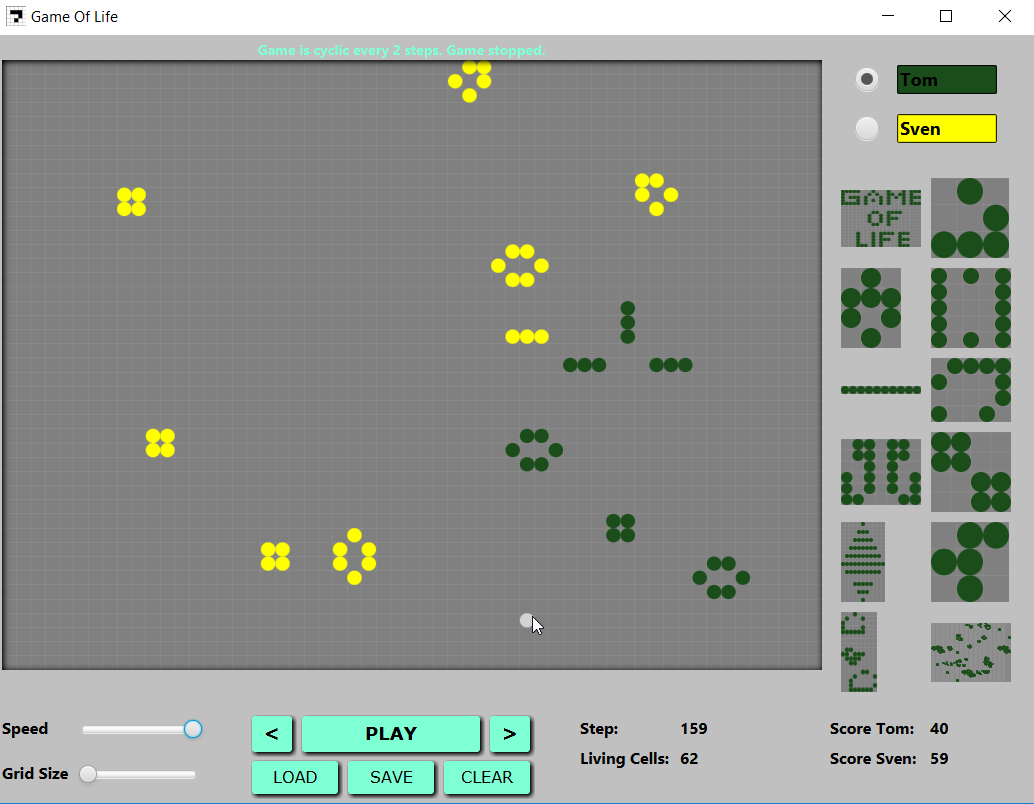 Game Of Life
Game is cyclic every 2 steps. Game stopped.
Tom
Sven
GAME
OF
LIFE
Speed
< PLAY >
Step: 159
Score Tom: 40
Living Cells: 62
Score Sven: 59
Grid Size
LOAD SAVE CLEAR